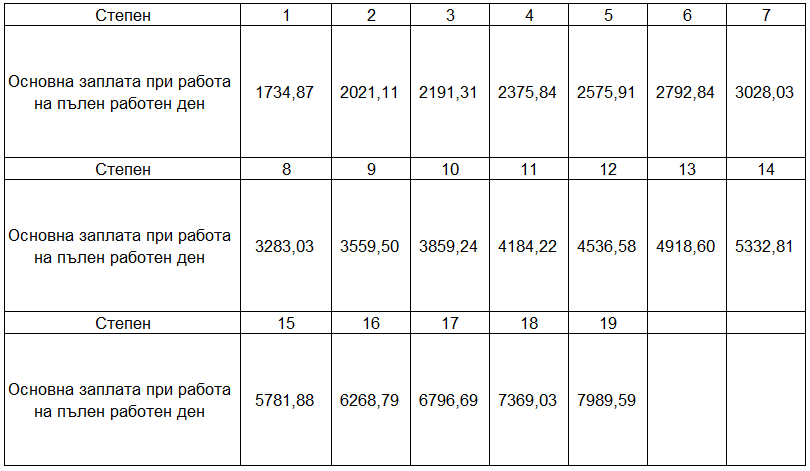 Степен 1 2 3 4 5 6 7
Основна заплата при работа
на пълен работен ден 1734,87 2021,11 2191,31 2375,84 2575,91 2792,84 3028,03
Степен 8 9 10 11 12 13 14
Основна заплата при работа
на пълен работен ден 3283,03 3559,50 3859,24 4184,22 4536,58 4918,60 5332,81
Степен 15 16 17 18 19
Основна заплата при работа
на пълен работен ден 5781,88 6268,79 6796,69 7369,03 7989,59